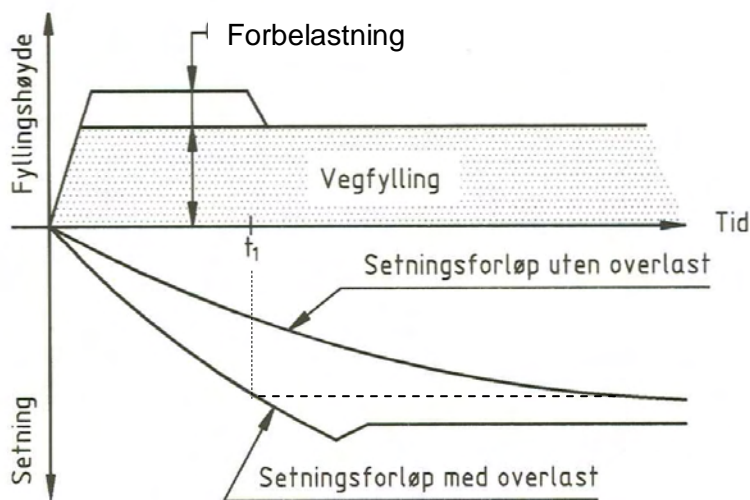 Forbelastning
Fyllingshøyde
Vegfylling
Tid
t1
Setningsforløp uten overlast
Setning
Setningsforløp med overlast